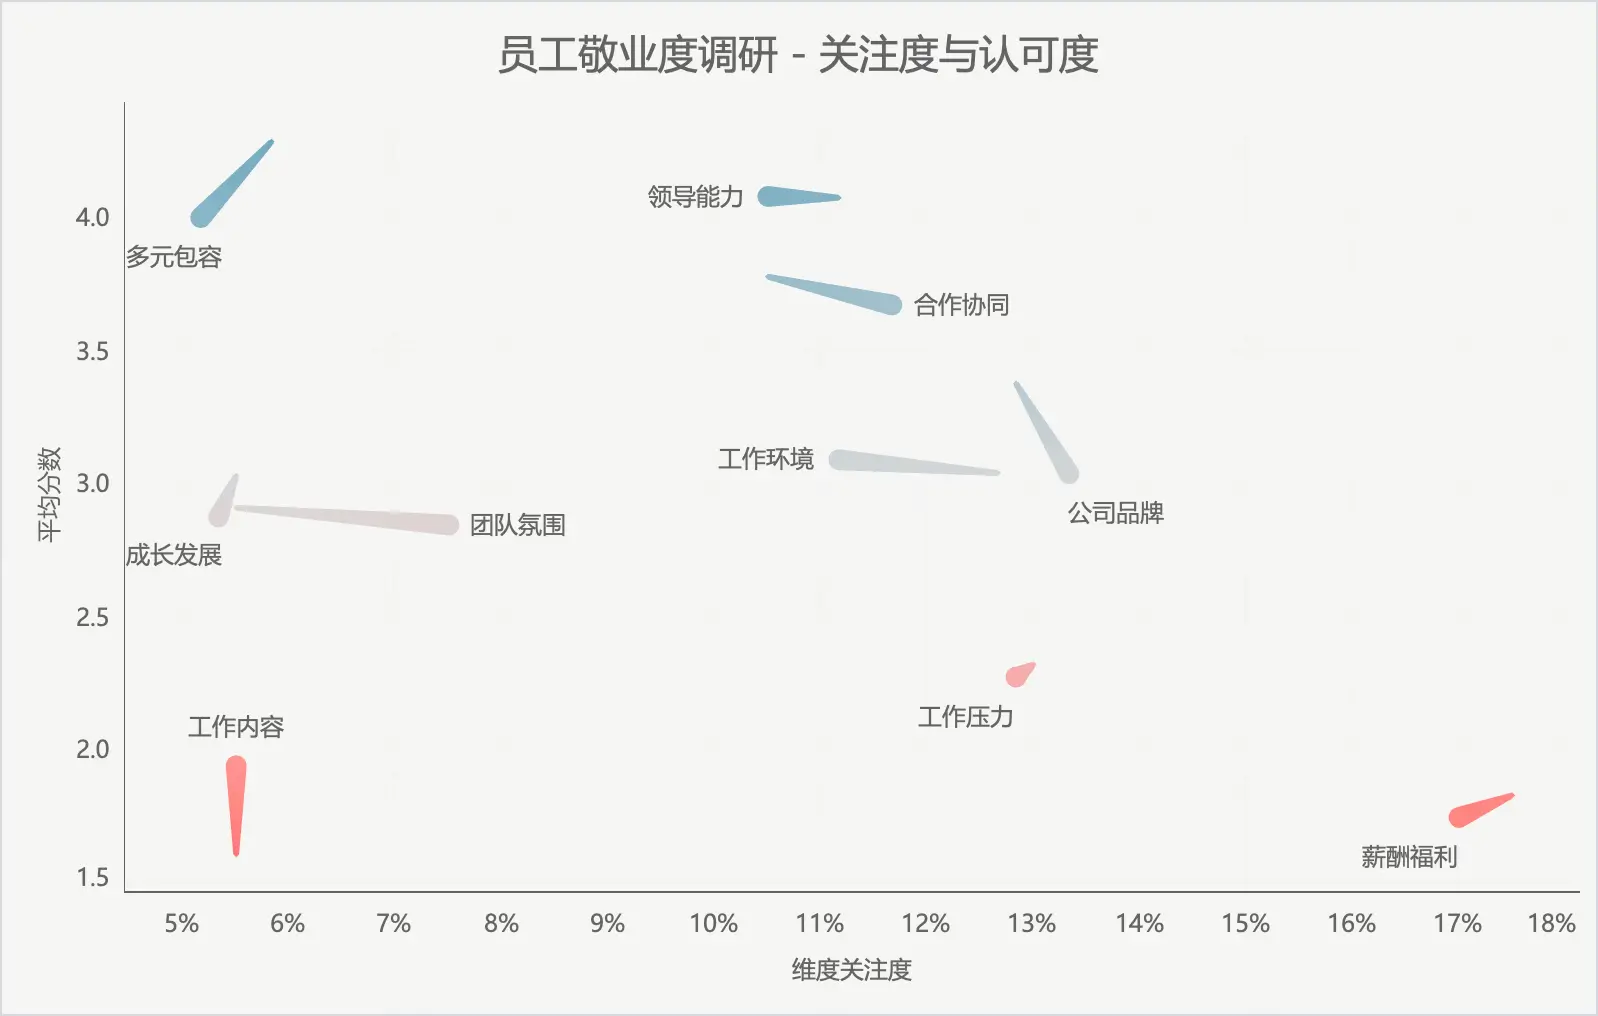 员工敬业度调研 - 关注度与认可度
平均分数
4.0
3.5
3.0
2.5
2.0
1.5
多元包容
领导能力
合作协同
工作环境
公司品牌
团队氛围
成长发展
工作压力
工作内容
薪酬福利
5% 6% 7% 8% 9% 10% 11% 12% 13% 14% 15% 16% 17% 18%
维度关注度